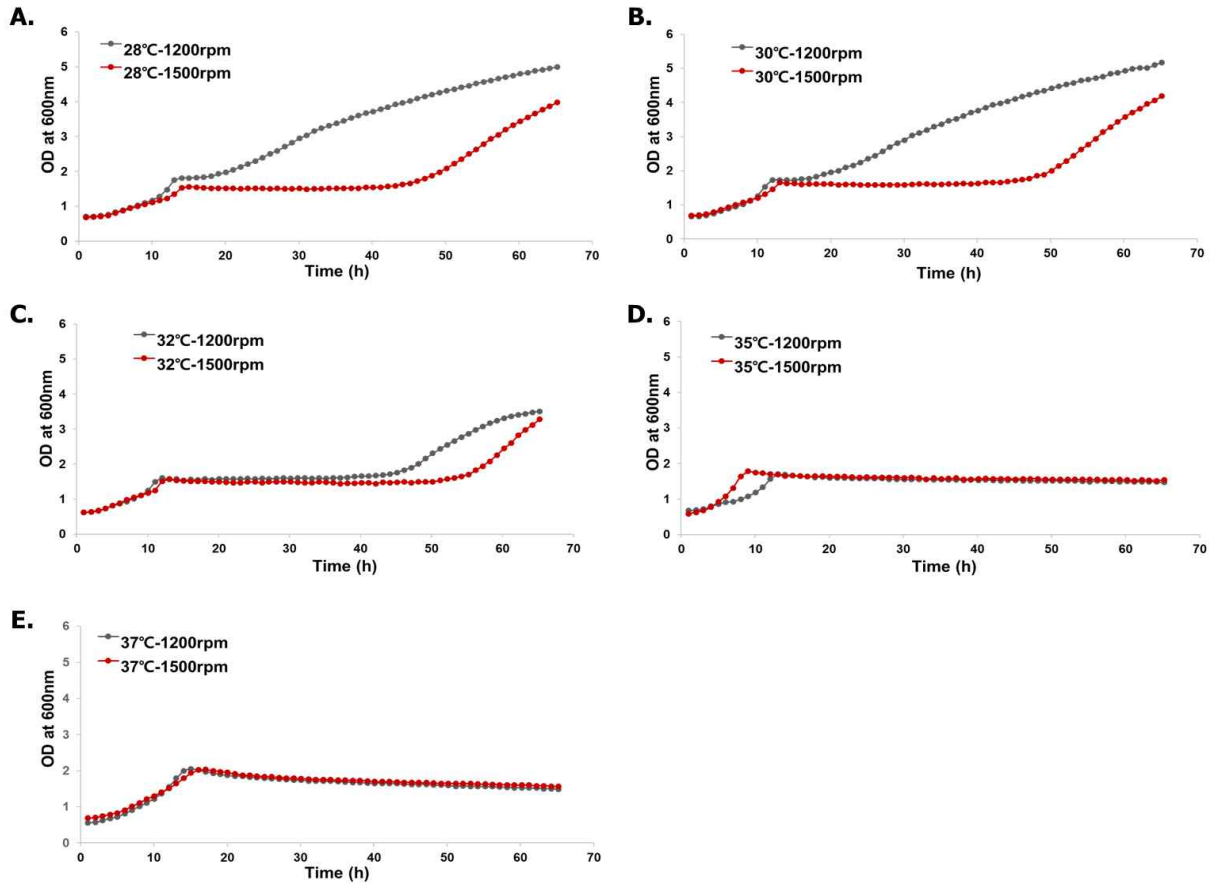 A.
28℃-1200rpm
28℃-1500rpm
OD at 600nm
6
5
4
3
2
1
0
0 10 20 30 40 50 60 70
Time (h)
B.
30℃-1200rpm
30℃-1500rpm
OD at 600nm
6
5
4
3
2
1
0
0 10 20 30 40 50 60 70
Time (h)
C.
32℃-1200rpm
32℃-1500rpm
OD at 600nm
6
5
4
3
2
1
0
0 10 20 30 40 50 60 70
Time (h)
D.
35℃-1200rpm
35℃-1500rpm
OD at 600nm
6
5
4
3
2
1
0
0 10 20 30 40 50 60 70
Time (h)
E.
37℃-1200rpm
37℃-1500rpm
OD at 600nm
6
5
4
3
2
1
0
0 10 20 30 40 50 60 70
Time (h)